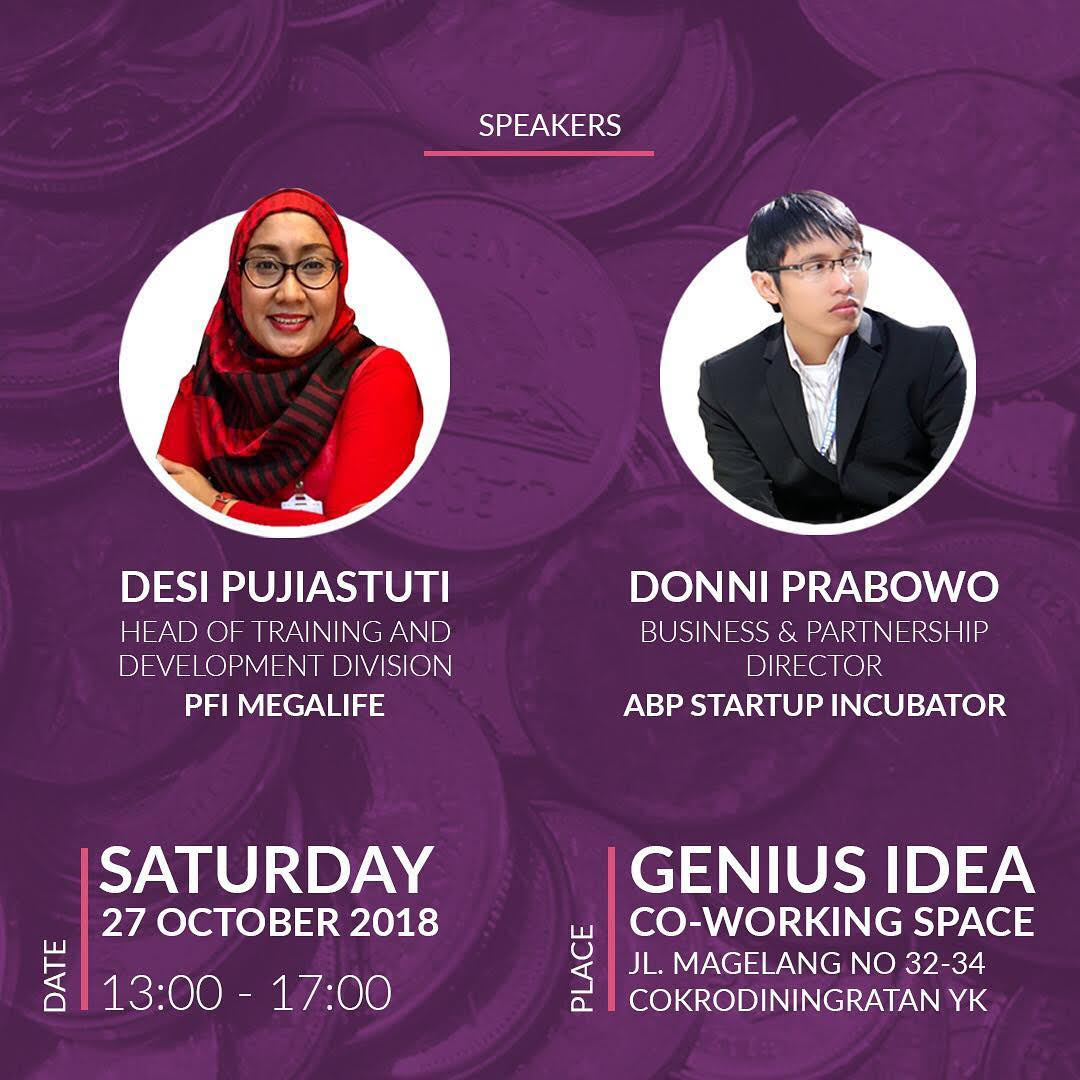 SPEAKERS
DESI PUJIASTUTI
HEAD OF TRAINING AND
DEVELOPMENT DIVISION
PFI MEGALIFE
DONNI PRABOWO
BUSINESS & PARTNERSHIP
DIRECTOR
ABP STARTUP INCUBATOR
DATE
SATURDAY
27 OCTOBER 2018
13:00 - 17:00
PLACE
GENIUS IDEA
CO-WORKING SPACE
JL. MAGELANG NO 32-34
COKRODININGRATAN YK